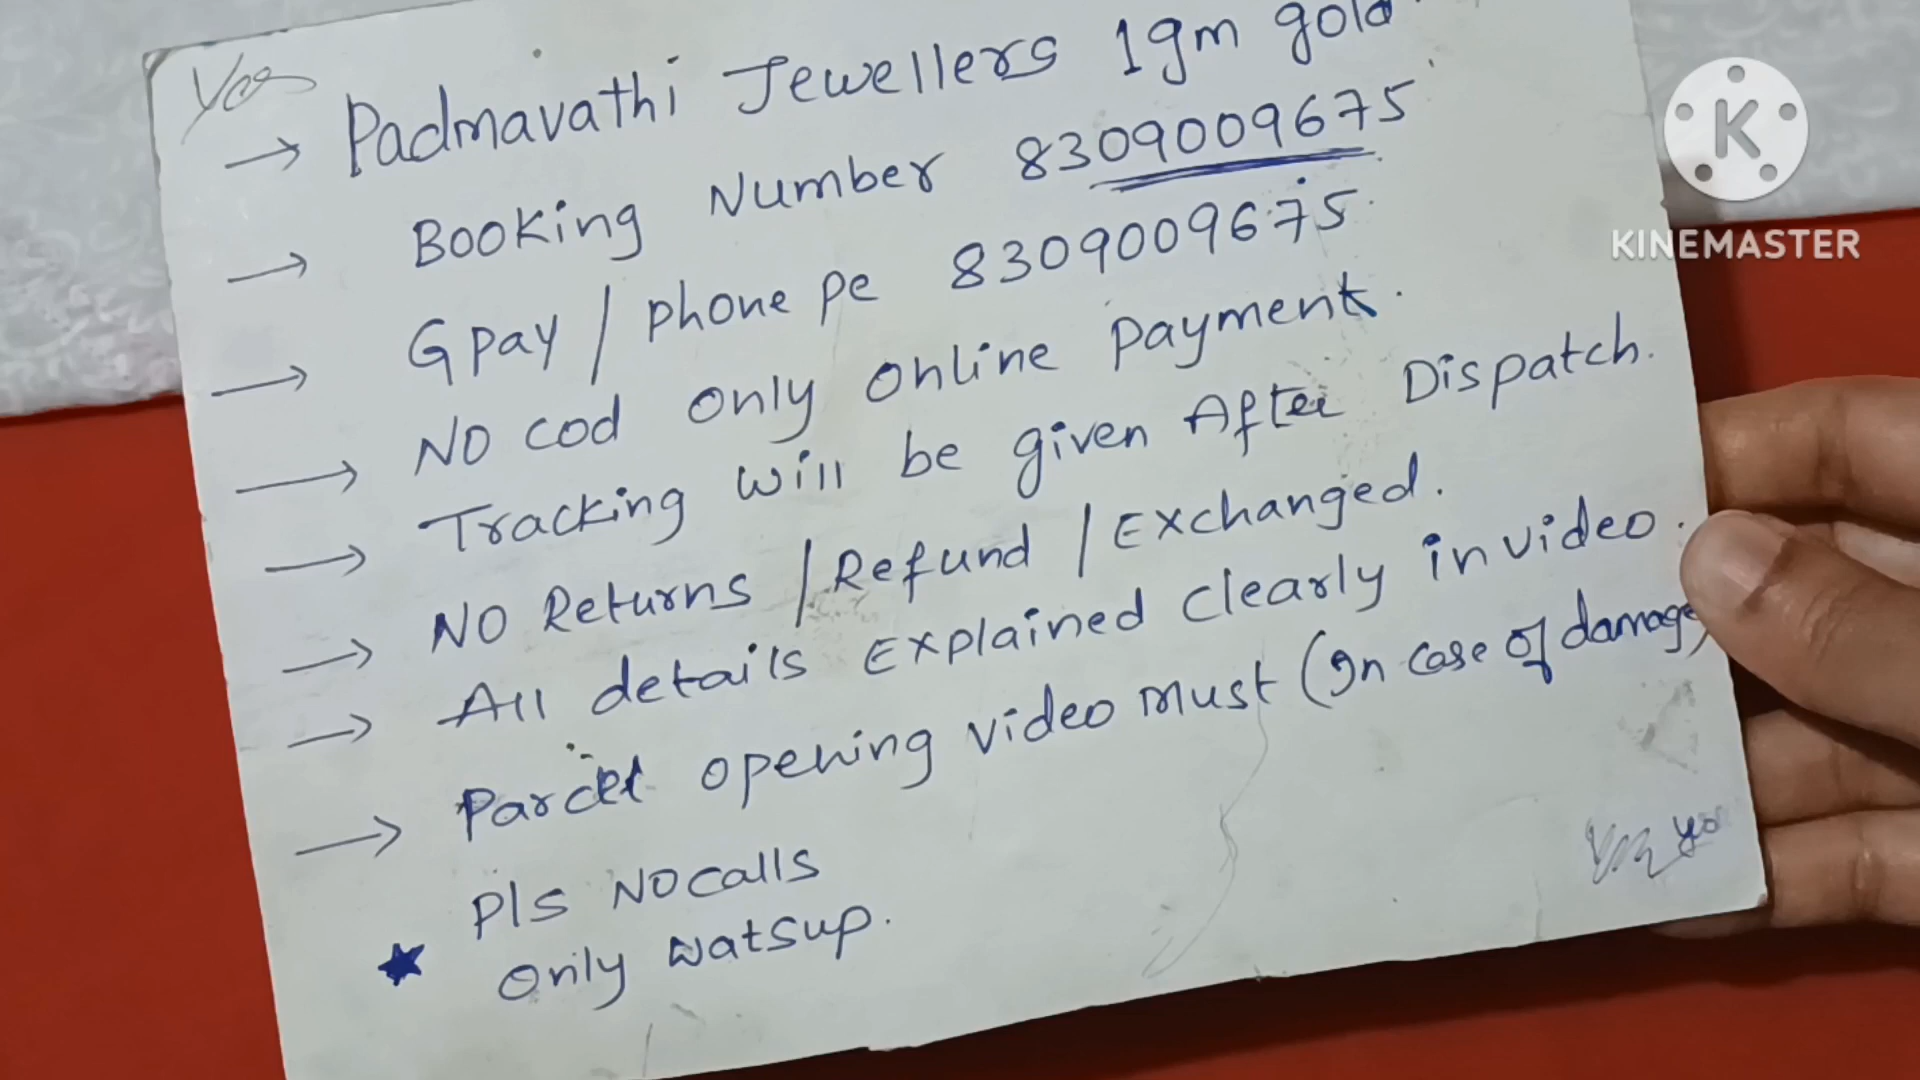 Yes
→ Padmavathi Jewellers 1gm gold
→ Booking Number 8309009675
→ Gpay / phone pe 8309009675
→ NO cod only online payment.
→ Tracking will be given After Dispatch.
→ NO Returns / Refund / Exchanged.
→ All details Explained clearly in video.
→ Parcel opening video must (In case of damage)
Pls NO calls
★ only watsup.
K
KINEMASTER